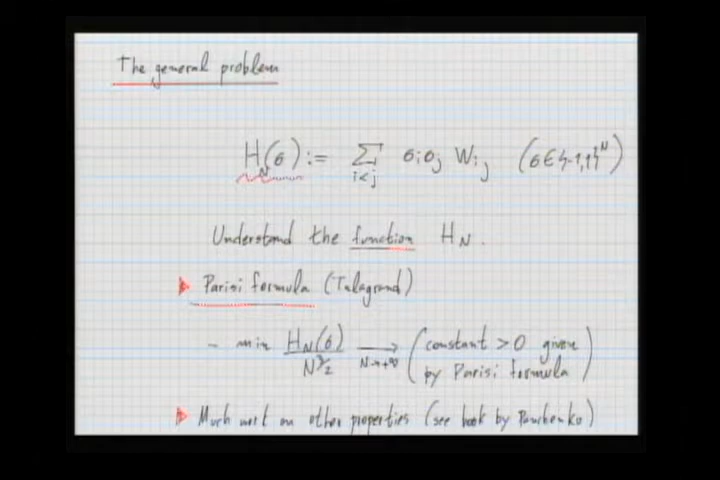 The general problem
H_N(σ) := Σ_{i<j} σ_i σ_j W_{ij} (σ ∈ {-1,1}^N)
Understand the function H_N.
▶ Parisi formula (Talagrand)
- min H_N(σ) / N^{3/2} ⟶_{N→+∞} (constant > 0 given by Parisi formula)
▶ Much work on other properties (see book by Panchenko)